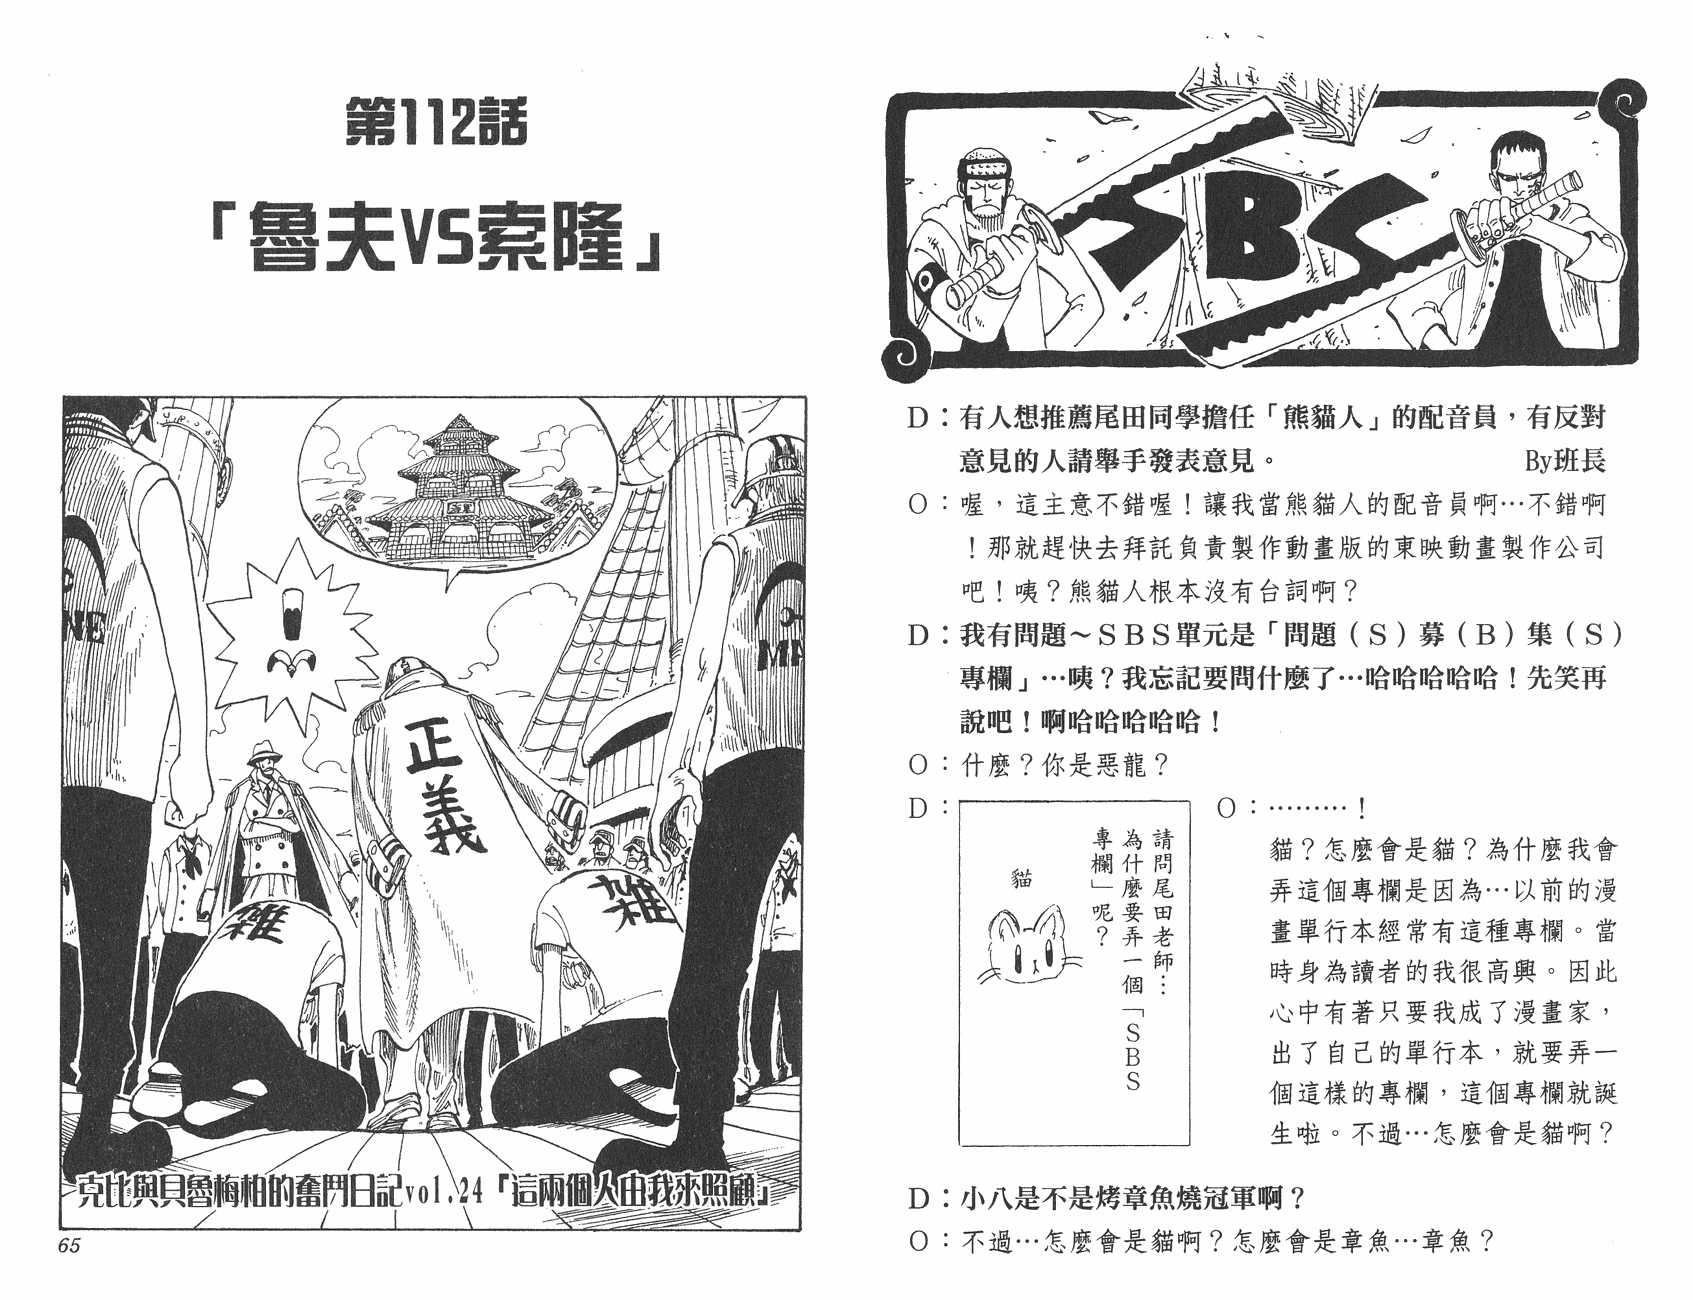 SBS
D：有人想推薦尾田同學擔任「熊貓人」的配音員，有反對
意見的人請舉手發表意見。 By班長
O：喔，這主意不錯喔！讓我當熊貓人的配音員啊…不錯啊
！那就趕快去拜託負責製作動畫版的東映動畫製作公司
吧！咦？熊貓人根本沒有台詞啊？
D：我有問題～SBS單元是「問題（S）募（B）集（S）
專欄」…咦？我忘記要問什麼了…哈哈哈哈哈！先笑再
說吧！啊哈哈哈哈哈！
O：什麼？你是惡龍？
D：
請問尾田老師…
為什麼要弄一個「SBS
專欄」呢？
貓
O：………！
貓？怎麼會是貓？為什麼我會
弄這個專欄是因為…以前的漫
畫單行本經常有這種專欄。當
時身為讀者的我很高興。因此
心中有著只要我成了漫畫家，
出了自己的單行本，就要弄一
個這樣的專欄，這個專欄就誕
生啦。不過…怎麼會是貓啊？
D：小八是不是烤章魚燒冠軍啊？
O：不過…怎麼會是貓啊？怎麼會是章魚…章魚？
第112話
「魯夫VS索隆」
正義
雜
雜
NE
MA
克比與貝魯梅柏的奮鬥日記vol.24「這兩個人由我來照顧」
65